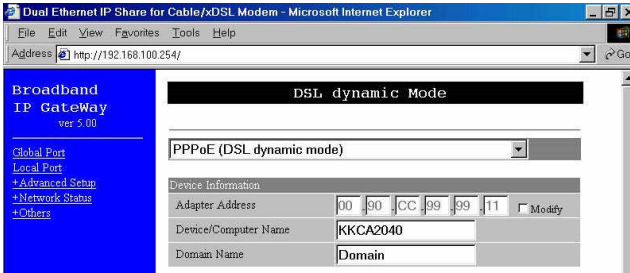 Dual Ethernet IP Share for Cable/xDSL Modem - Microsoft Internet Explorer
File Edit View Favorites Tools Help
Address http://192.168.100.254/ Go
Broadband
IP GateWay
ver 5.00
Global Port
Local Port
+Advanced Setup
+Network Status
+Others
DSL dynamic Mode
PPPoE (DSL dynamic mode)
Device Information
Adapter Address 00 . 90 . CC . 99 . 99 . 11 Modify
Device/Computer Name KKCA2040
Domain Name Domain